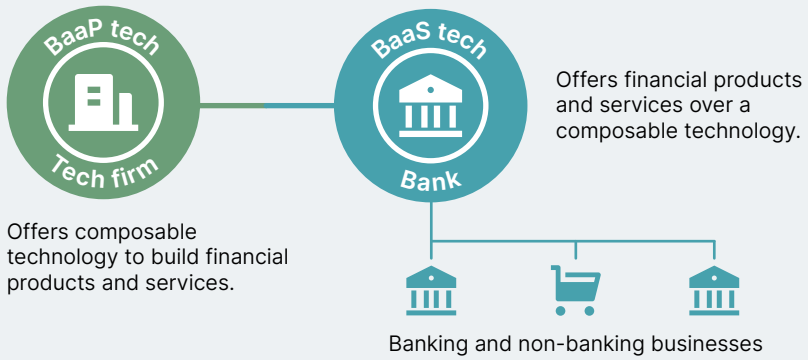 BaaP tech
Tech firm
Offers composable
technology to build financial
products and services.
BaaS tech
Bank
Offers financial products
and services over a
composable technology.
Banking and non-banking businesses